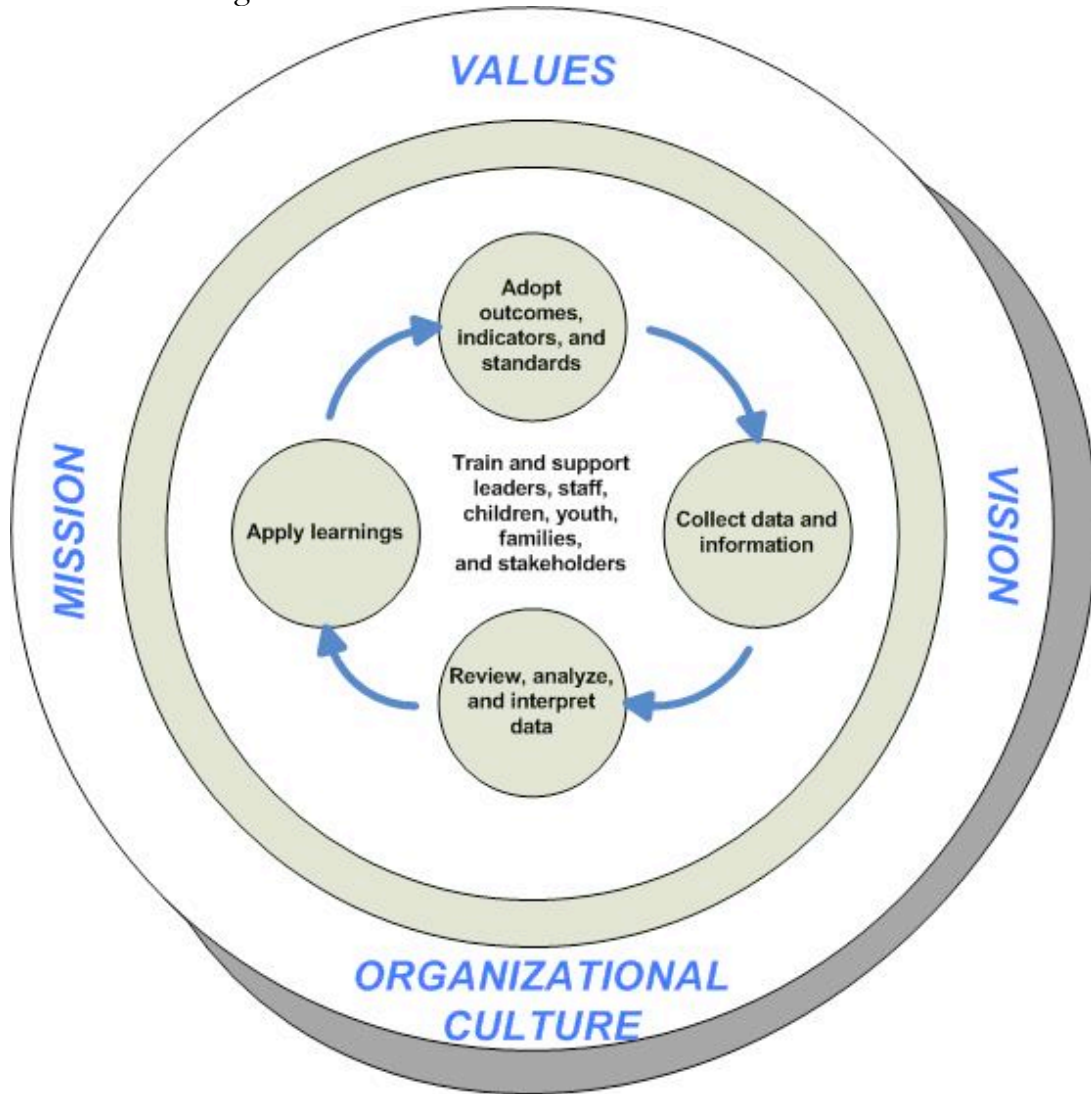 VALUES
Adopt
outcomes,
indicators, and
standards
MISSION
Apply learnings
Train and support
leaders, staff,
children, youth,
families,
and stakeholders
Collect data and
information
VISION
Review, analyze,
and interpret
data
ORGANIZATIONAL
CULTURE